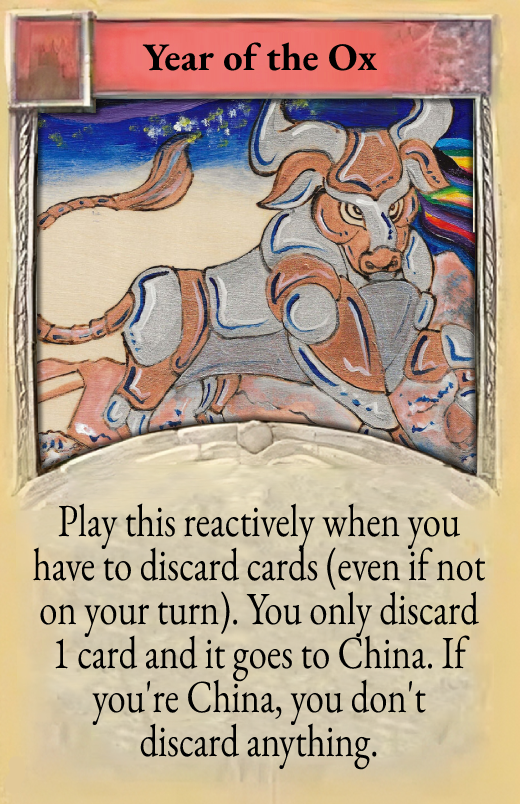 Year of the Ox
Play this reactively when you
have to discard cards (even if not
on your turn). You only discard
1 card and it goes to China. If
you're China, you don't
discard anything.